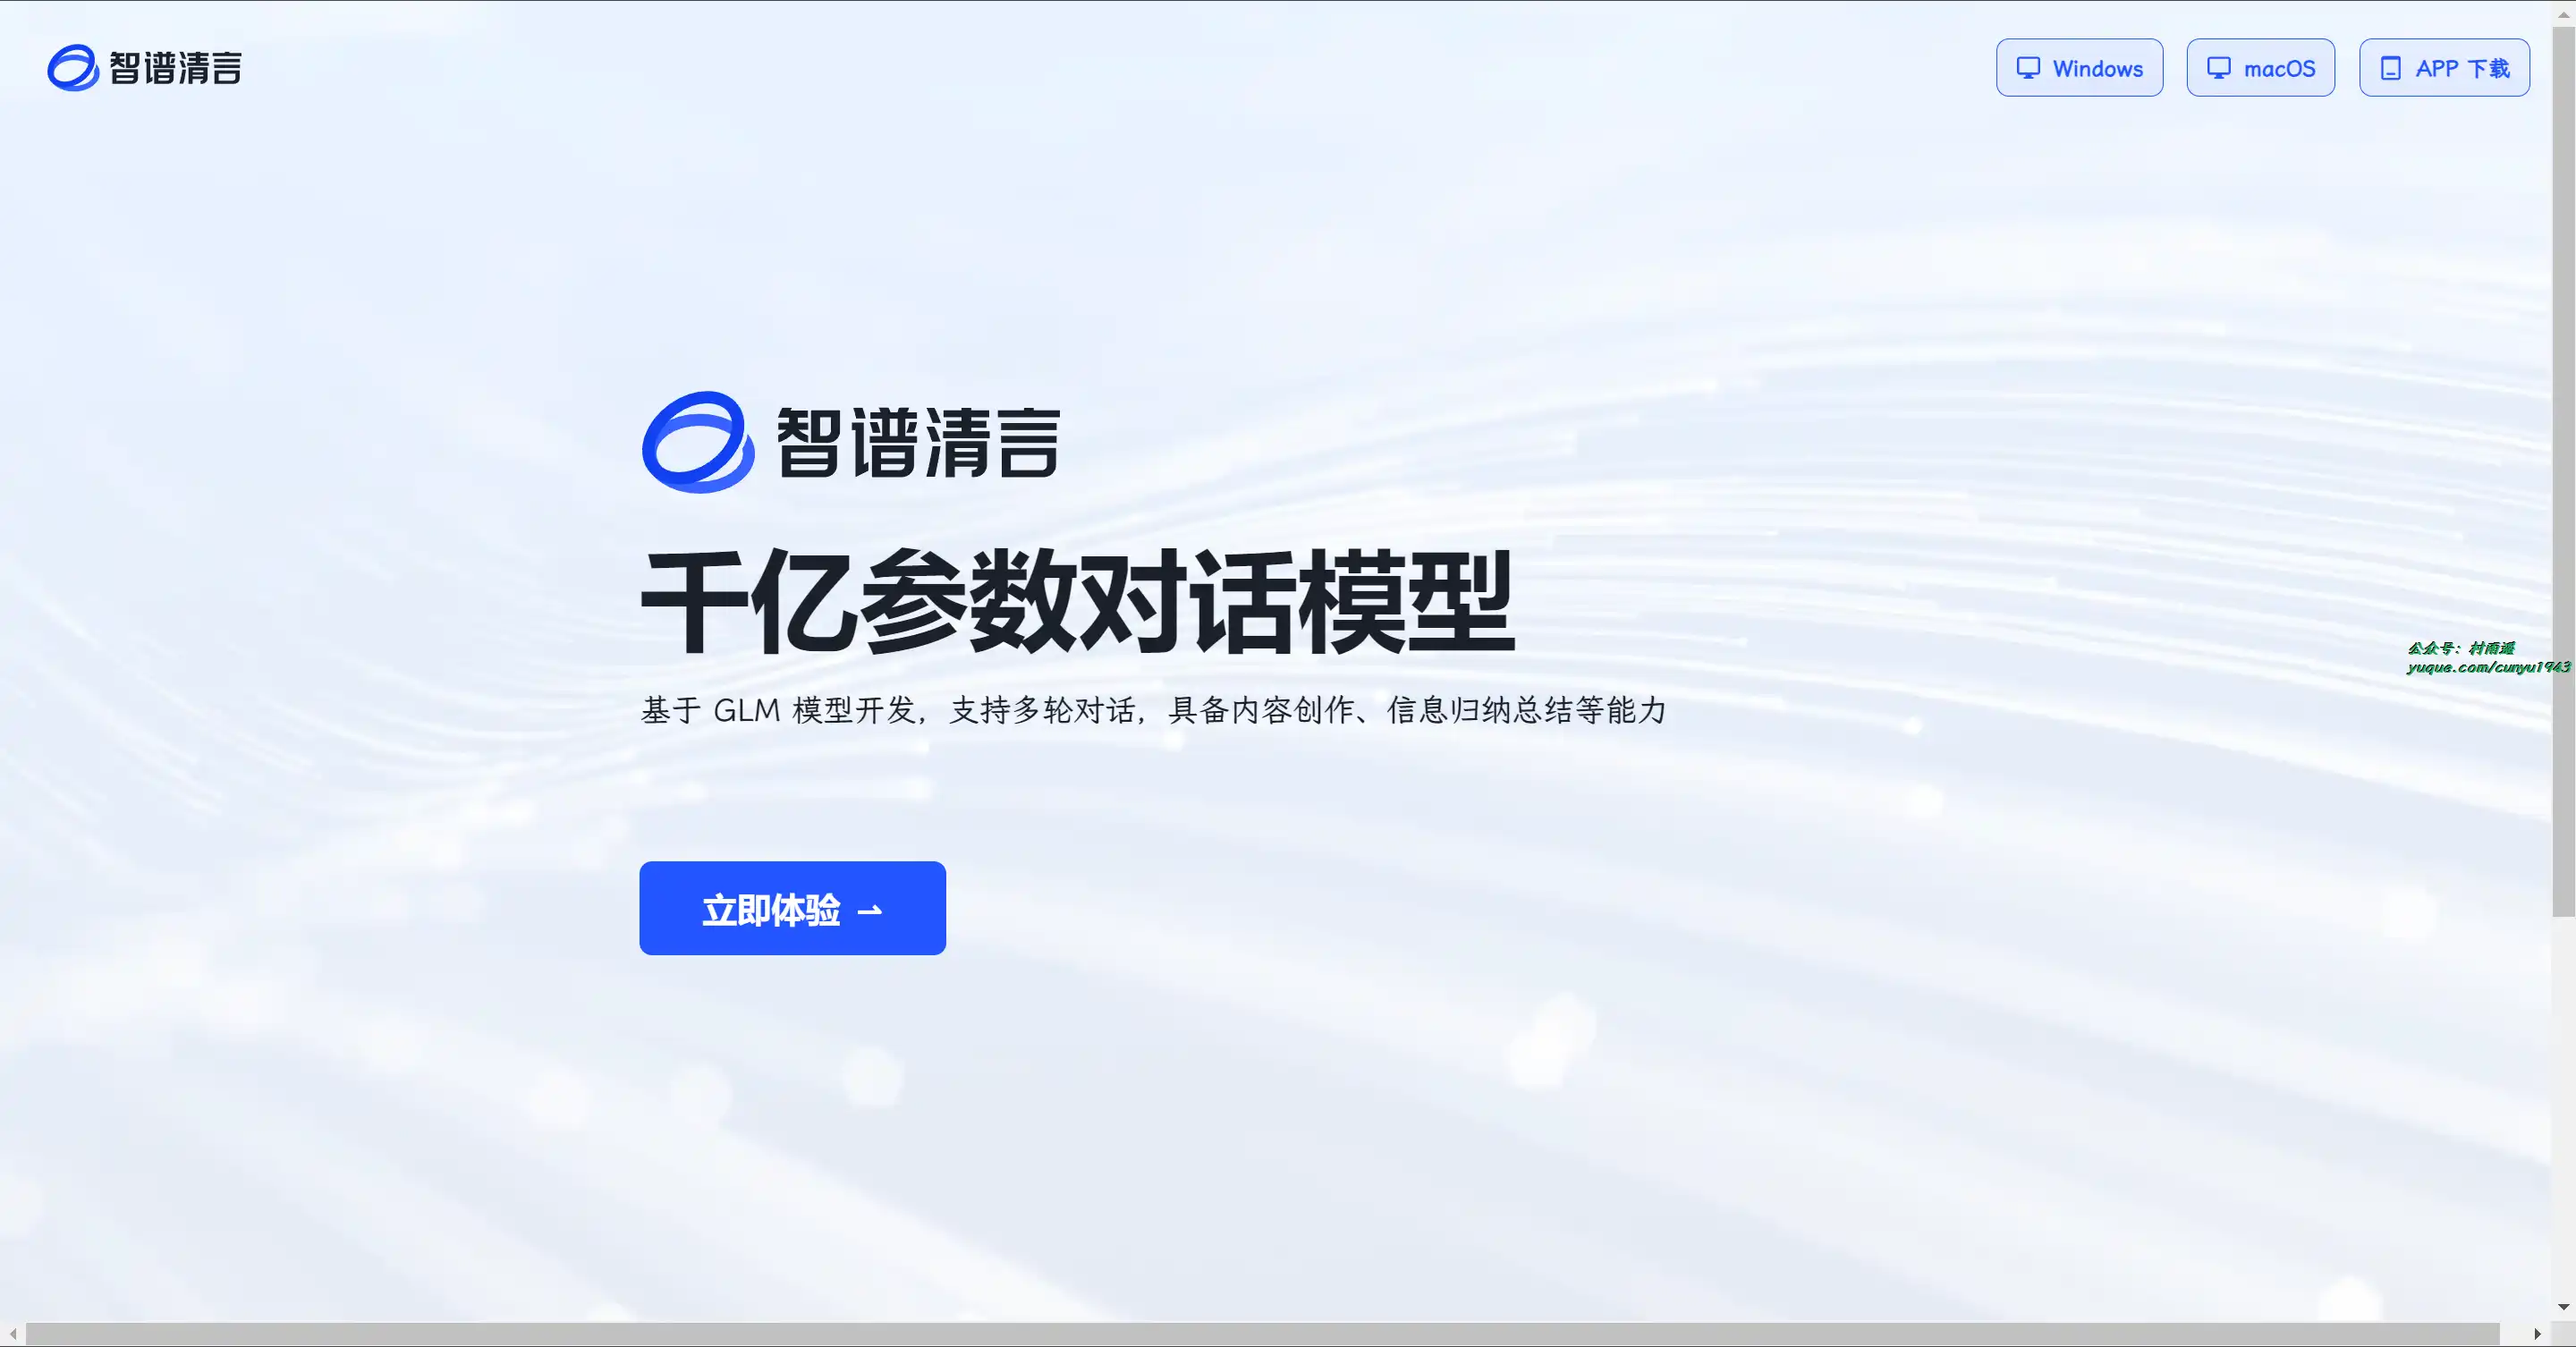 智谱清言
Windows
macOS
APP 下载
智谱清言
千亿参数对话模型
基于 GLM 模型开发，支持多轮对话，具备内容创作、信息归纳总结等能力
公众号：村雨遥
yuque.com/cunyu1943
立即体验